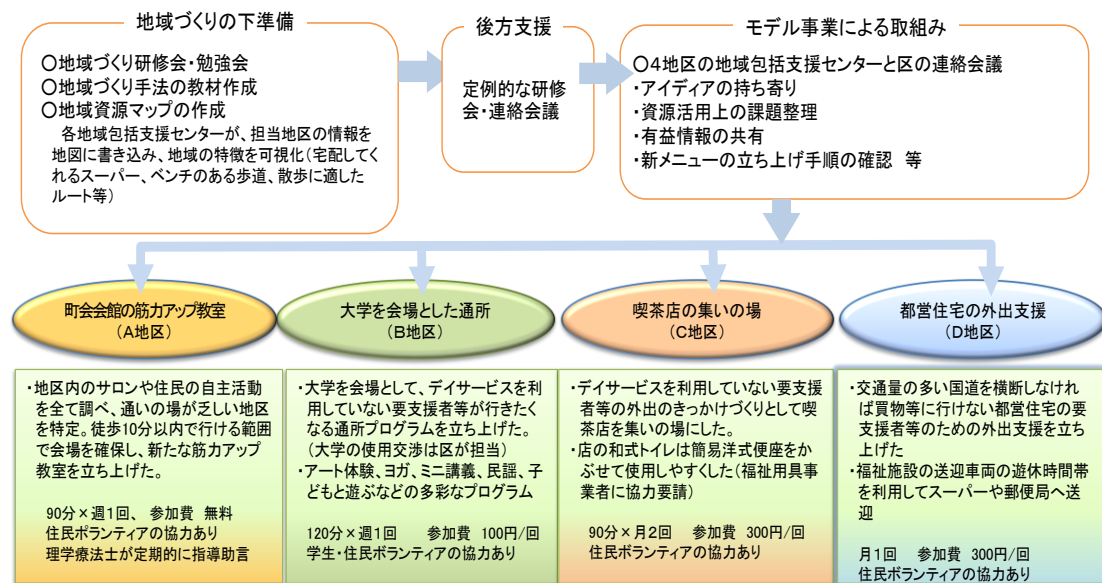 地域づくりの下準備
〇地域づくり研修会・勉強会
〇地域づくり手法の教材作成
〇地域資源マップの作成
各地域包括支援センターが、担当地区の情報を
地図に書き込み、地域の特徴を可視化(宅配してく
れるスーパー、ベンチのある歩道、散歩に適した
ルート等)
後方支援
定例的な研修
会・連絡会議
モデル事業による取組み
〇4地区の地域包括支援センターと区の連絡会議
・アイディアの持ち寄り
・資源活用上の課題整理
・有益情報の共有
・新メニューの立ち上げ手順の確認 等
町会会館の筋力アップ教室
(A地区)
・地区内のサロンや住民の自主活動
を全て調べ、通いの場が乏しい地区
を特定。徒歩10分以内で行ける範囲
で会場を確保し、新たな筋力アップ
教室を立ち上げた。
90分×週1回、 参加費 無料
住民ボランティアの協力あり
理学療法士が定期的に指導助言
大学を会場とした通所
(B地区)
・大学を会場として、デイサービスを利
用していない要支援者等が行きたく
なる通所プログラムを立ち上げた。
(大学の使用交渉は区が担当)
・アート体験、ヨガ、ミニ講義、民謡、子
どもと遊ぶなどの多彩なプログラム
120分×週1回 参加費 100円/回
学生・住民ボランティアの協力あり
喫茶店の集いの場
(C地区)
・デイサービスを利用していない要支援
者等の外出のきっかけづくりとして喫
茶店を集いの場にした。
・店の和式トイレは簡易洋式便座をか
ぶせて使用しやすくした(福祉用具事
業者に協力要請)
90分×月2回 参加費 300円/回
住民ボランティアの協力あり
都営住宅の外出支援
(D地区)
・交通量の多い国道を横断しなけれ
ば買物等に行けない都営住宅の要
支援者等のための外出支援を立ち
上げた
・福祉施設の送迎車両の遊休時間帯
を利用してスーパーや郵便局へ送
迎
月1回 参加費 300円/回
住民ボランティアの協力あり